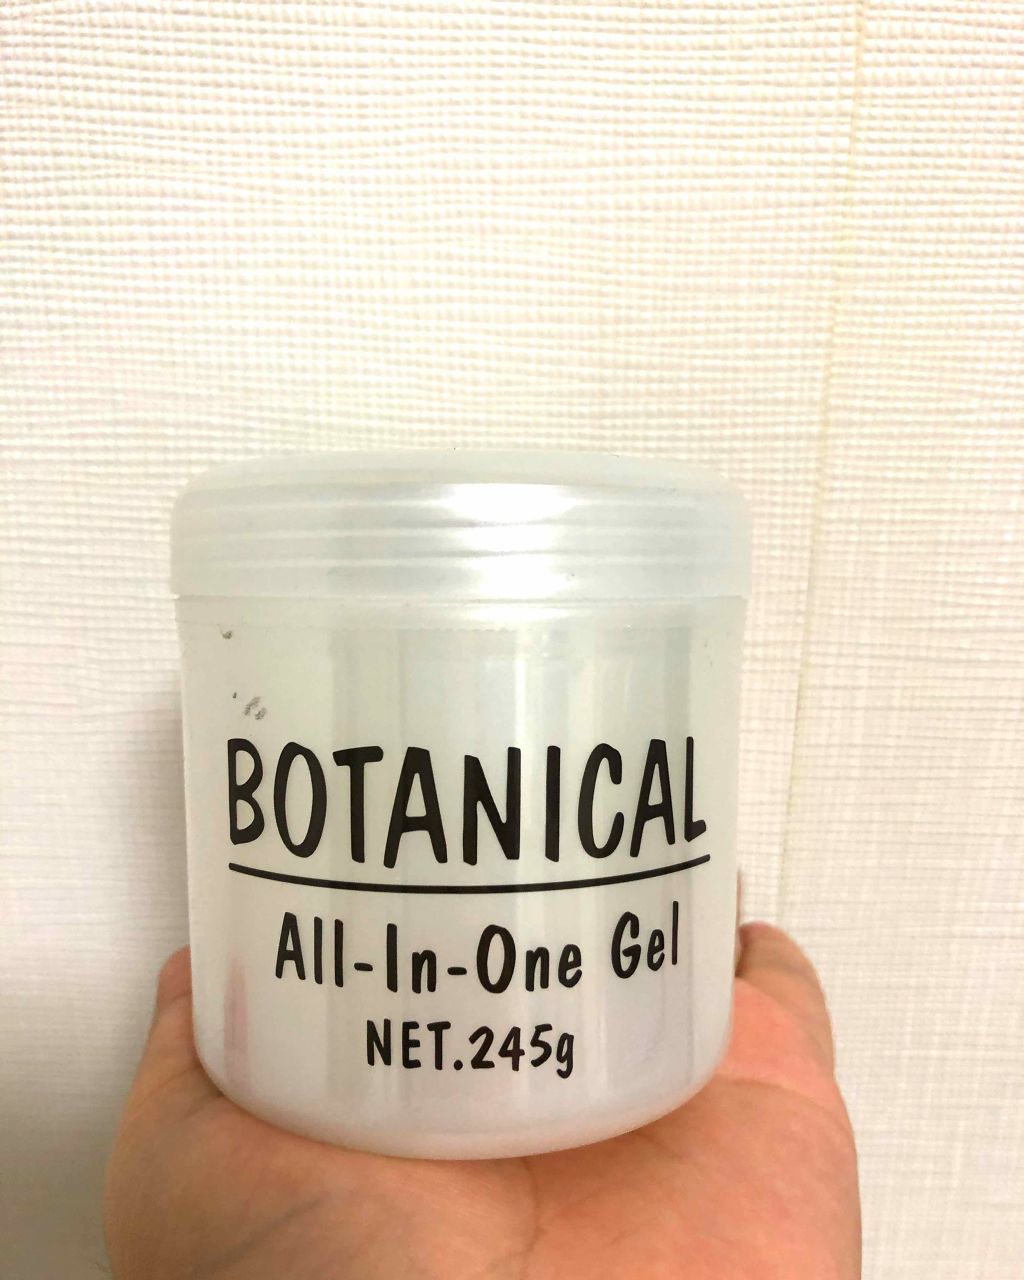 BOTANICAL
All-In-One Gel
NET.245g